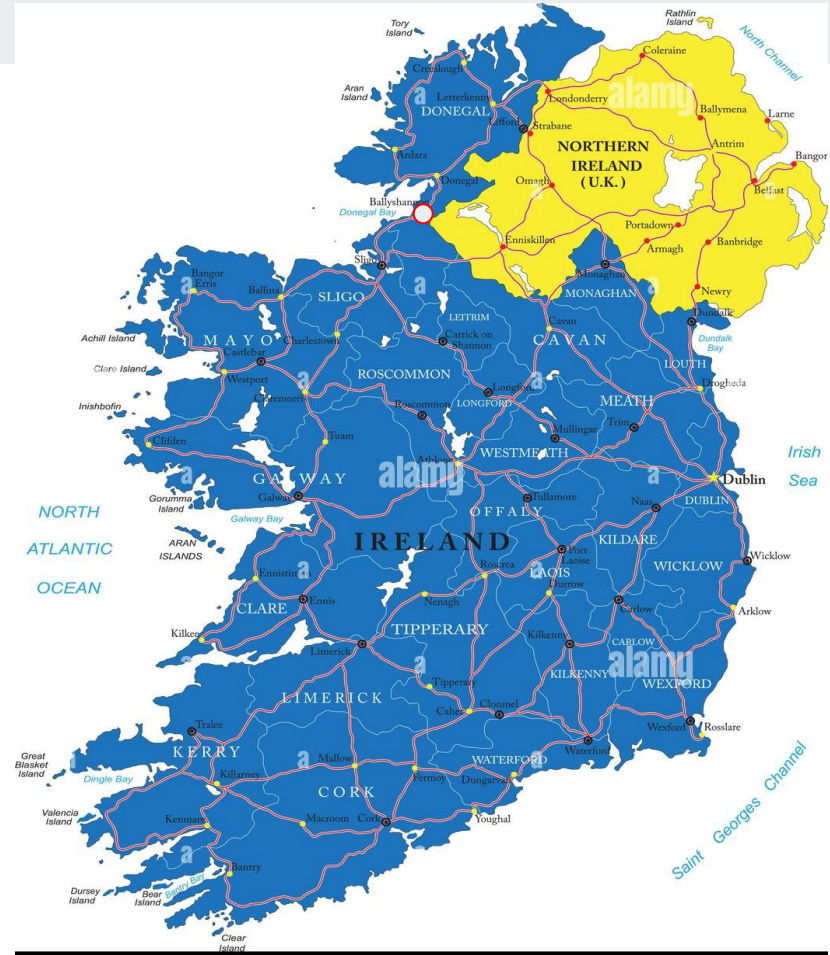 Rathlin
Island
Tory
Island
North Channel
Coleraine
Creeslough
Aran
Island
Letterkenny
Londonderry
alamy
a
DONEGAL
Lifford
Strabane
Ballymena
Larne
NORTHERN
IRELAND
(U.K.)
Antrim
Ardara
Bangor
Donegal
Omagh
Belfast
a
Donegal Bay
Portadown
Enniskillen
Armagh
Banbridge
Sligo
Monaghan
Bangor
Erris
a
Ballina
SLIGO
a
MONAGHAN
a
Newry
LEITRIM
Dundalk
Achill Island
MAYO
Charlestown
Carrick on
Shannon
Cavan
CAVAN
Dundalk
Bay
Castlebar
Clare Island
Westport
ROSCOMMON
LOUTH
Claremorris
a
Longford
a
Drogheda
Inishbofin
Roscommon
LONGFORD
MEATH
Clifden
Tuam
Mullingar
Trim
Athlone
WESTMEATH
Irish
Sea
a
GALWAY
alamy
a
Dublin
Gorumma
Island
Galway
Tullamore
Naas
DUBLIN
NORTH
ATLANTIC
OCEAN
Galway Bay
OFFALY
ARAN
ISLANDS
IRELAND
KILDARE
Port
Laoise
Wicklow
Ennistimon
Roscrea
LAOIS
WICKLOW
Durrow
CLARE
Ennis
Nenagh
Carlow
Arklow
Kilkee
TIPPERARY
Kilkenny
CARLOW
Limerick
a
alamy
a
Tipperary
KILKENNY
WEXFORD
LIMERICK
Caher
Clonmel
Wexford
Rosslare
Tralee
Waterford
Great
Blasket
Island
KERRY
a
Mallow
a
WATERFORD
Dingle Bay
Killarney
Fermoy
Dungarvan
CORK
Valencia
Island
Kenmare
Macroom
Cork
Youghal
Saint Georges Channel
a
Bantry
Dursey
Island
Bear
Island
Bantry Bay
Clear
Island